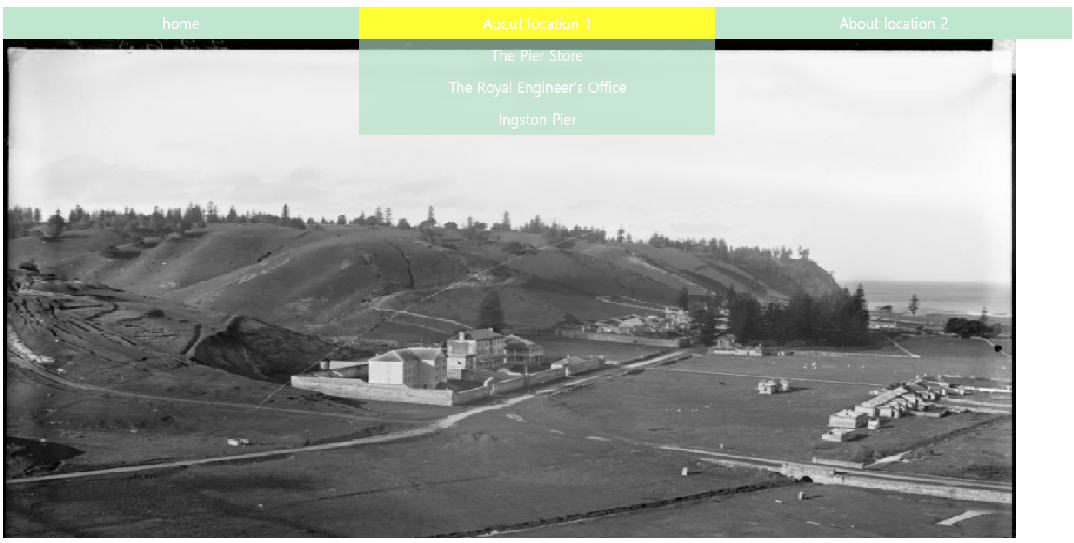 home
About location 1
About location 2
The Pier Store
The Royal Engineer's Office
Ingston Pier